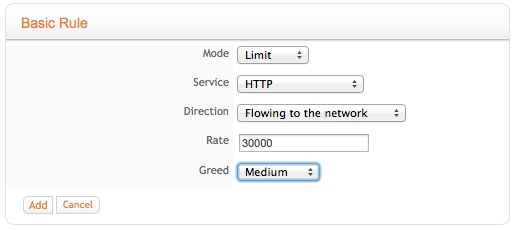 Basic Rule
Mode Limit
Service HTTP
Direction Flowing to the network
Rate 30000
Greed Medium
Add Cancel